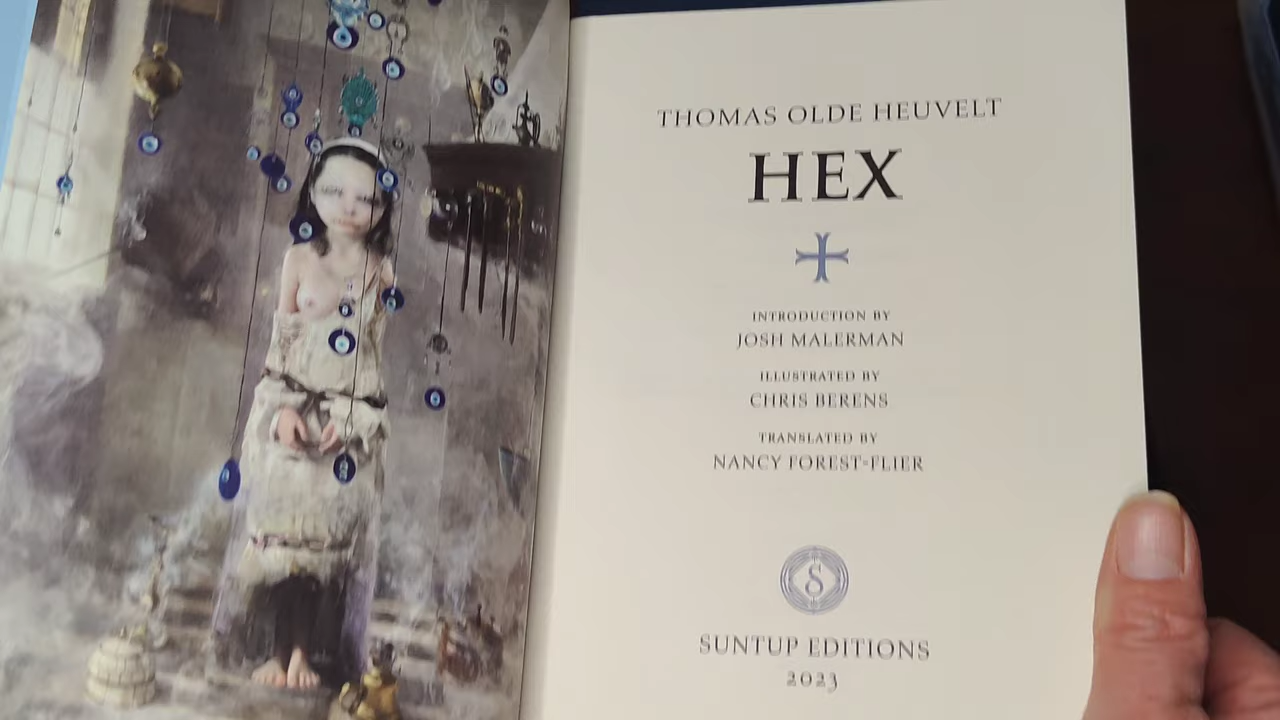 THOMAS OLDE HEUVELT
HEX
INTRODUCTION BY
JOSH MALERMAN
ILLUSTRATED BY
CHRIS BERENS
TRANSLATED BY
NANCY FOREST-FLIER
S
SUNTUP EDITIONS
2023